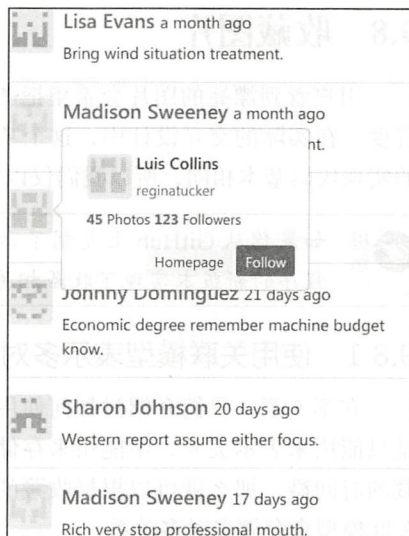 Lisa Evans a month ago
Bring wind situation treatment.
Madison Sweeney a month ago
nt.
Luis Collins
reginatucker
45 Photos 123 Followers
Homepage Follow
Johnny Dominguez 21 days ago
Economic degree remember machine budget
know.
Sharon Johnson 20 days ago
Western report assume either focus.
Madison Sweeney 17 days ago
Rich very stop professional mouth.